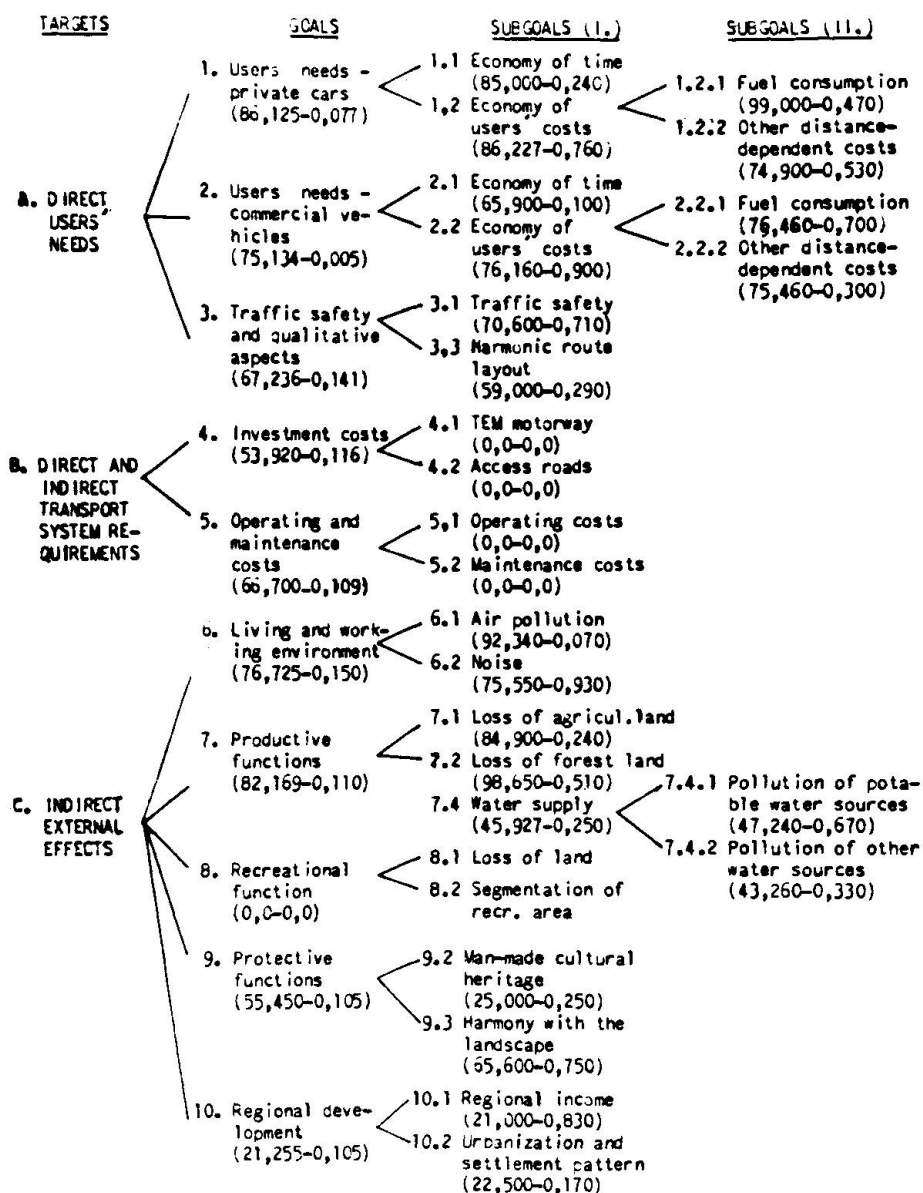 TARGETS GOALS SUBGOALS (I.) SUBGOALS (II.)
A. DIRECT
USERS'
NEEDS
1. Users needs -
private cars
(86,125-0,077)
1.1 Economy of time
(85,000-0,240)
1,2 Economy of
users' costs
(86,227-0,760)
1.2.1 Fuel consumption
(99,000-0,470)
1.2.2 Other distance-
dependent costs
(74,900-0,530)
2. Users needs -
commercial ve-
hicles
(75,134-0,005)
2.1 Economy of time
(65,900-0,100)
2.2 Economy of
users' costs
(76,160-0,900)
2.2.1 Fuel consumption
(76,460-0,700)
2.2.2 Other distance-
dependent costs
(75,460-0,300)
3. Traffic safety
and qualitative
aspects
(67,236-0,141)
3.1 Traffic safety
(70,600-0,710)
3,3 Harmonic route
layout
(59,000-0,290)
B. DIRECT AND
INDIRECT
TRANSPORT
SYSTEM RE-
QUIREMENTS
4. Investment costs
(53,920-0,116)
4.1 TEM motorway
(0,0-0,0)
4.2 Access roads
(0,0-0,0)
5. Operating and
maintenance
costs
(66,700-0,109)
5,1 Operating costs
(0,0-0,0)
5.2 Maintenance costs
(0,0-0,0)
C. INDIRECT
EXTERNAL
EFFECTS
6. Living and work-
ing environment
(76,725-0,150)
6.1 Air pollution
(92,340-0,070)
6.2 Noise
(75,550-0,930)
7. Productive
functions
(82,169-0,110)
7.1 Loss of agricul.land
(84,900-0,240)
7.2 Loss of forest land
(98,650-0,510)
7.4 Water supply
(45,927-0,250)
7.4.1 Pollution of pota-
ble water sources
(47,240-0,670)
7.4.2 Pollution of other
water sources
(43,260-0,330)
8. Recreational
function
(0,0-0,0)
8.1 Loss of land
8.2 Segmentation of
recr. area
9. Protective
functions
(55,450-0,105)
9.2 Man-made cultural
heritage
(25,000-0,250)
9.3 Harmony with the
landscape
(65,600-0,750)
10. Regional deve-
lopment
(21,255-0,105)
10.1 Regional income
(21,000-0,830)
10.2 Urbanization and
settlement pattern
(22,500-0,170)